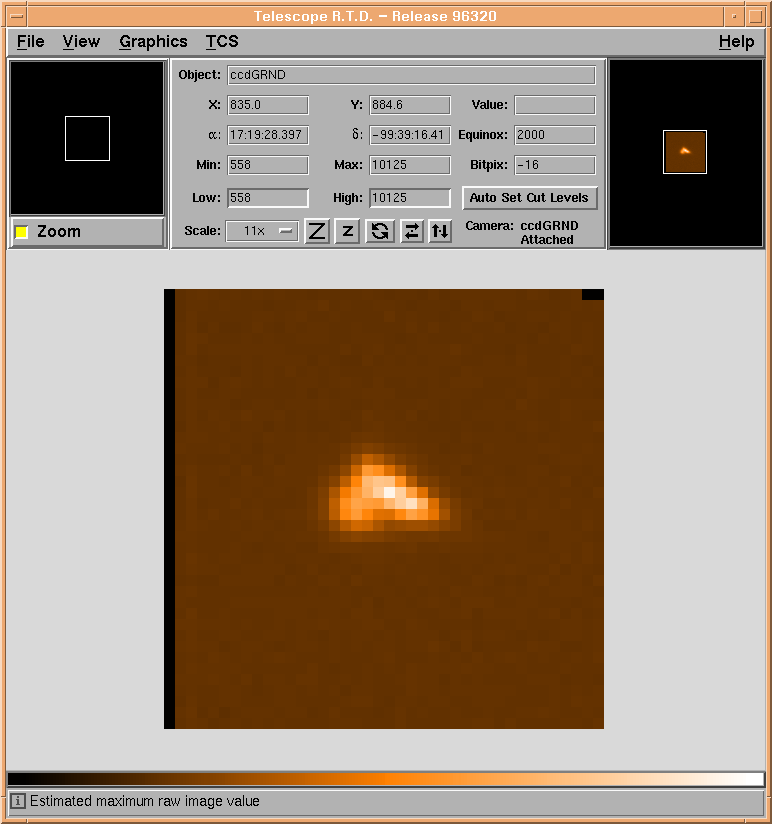 Telescope R.T.D. – Release 96320
File View Graphics TCS Help
Object: ccdGRND
X: 835.0 Y: 884.6 Value:
α: 17:19:28.397 δ: -99:39:16.41 Equinox: 2000
Min: 558 Max: 10125 Bitpix: -16
Low: 558 High: 10125 Auto Set Cut Levels
Zoom
Scale: 11x Z z Camera: ccdGRND
Attached
Estimated maximum raw image value